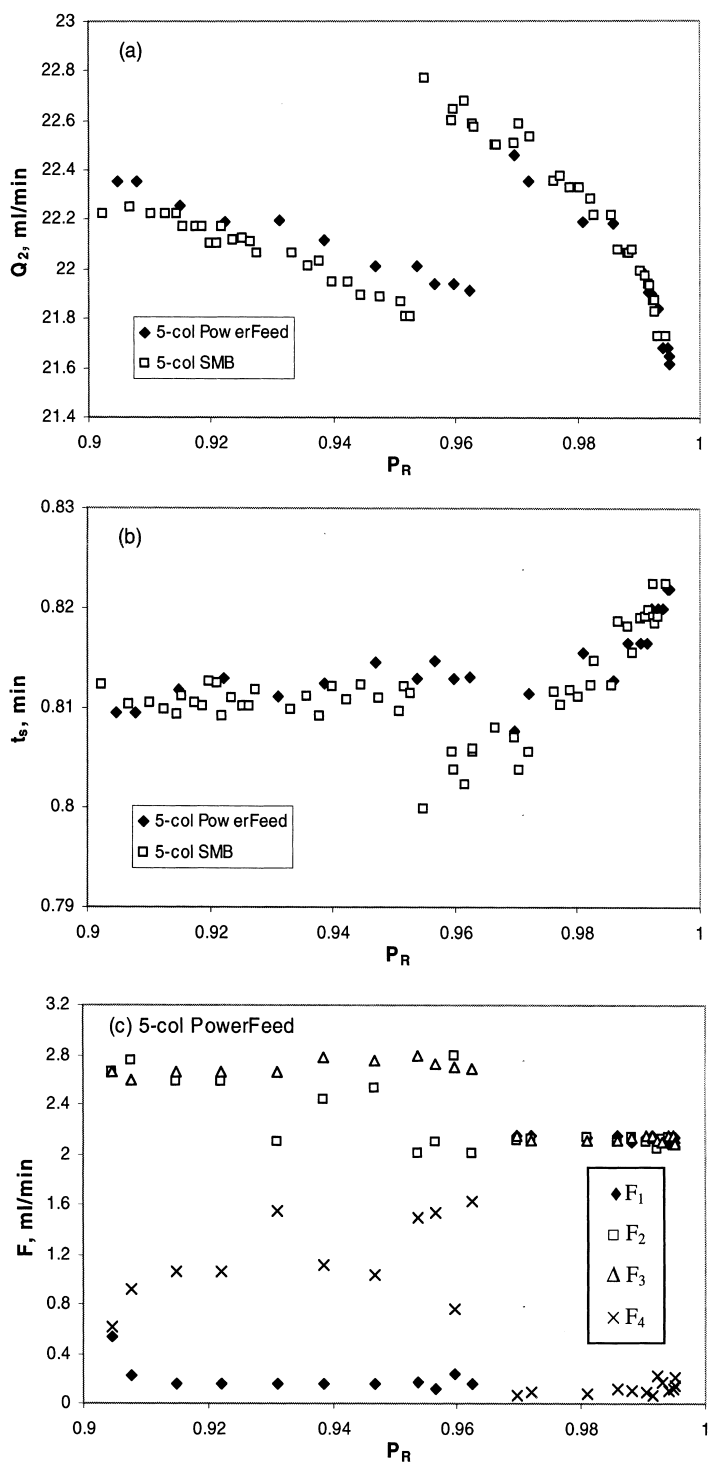 (a)
Q2, ml/min
23
22.8
22.6
22.4
22.2
22
21.8
21.6
21.4
5-col PowerFeed
5-col SMB
0.9 0.92 0.94 0.96 0.98 1
PR
(b)
ts, min
0.83
0.82
0.81
0.8
0.79
5-col PowerFeed
5-col SMB
0.9 0.92 0.94 0.96 0.98 1
PR
(c) 5-col PowerFeed
F, ml/min
3.2
2.8
2.4
2
1.6
1.2
0.8
0.4
0
F1
F2
F3
F4
0.9 0.92 0.94 0.96 0.98 1
PR